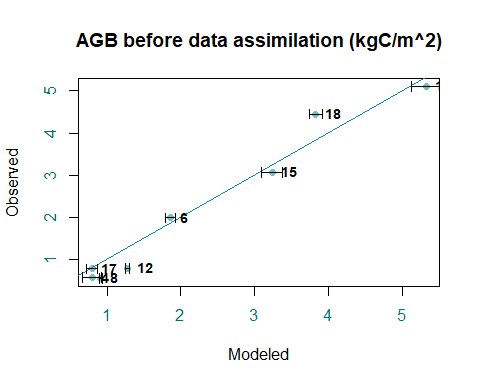 AGB before data assimilation (kgC/m^2)
Observed
5
4
3
2
1
18
15
6
17
12
1 2 3 4 5
Modeled